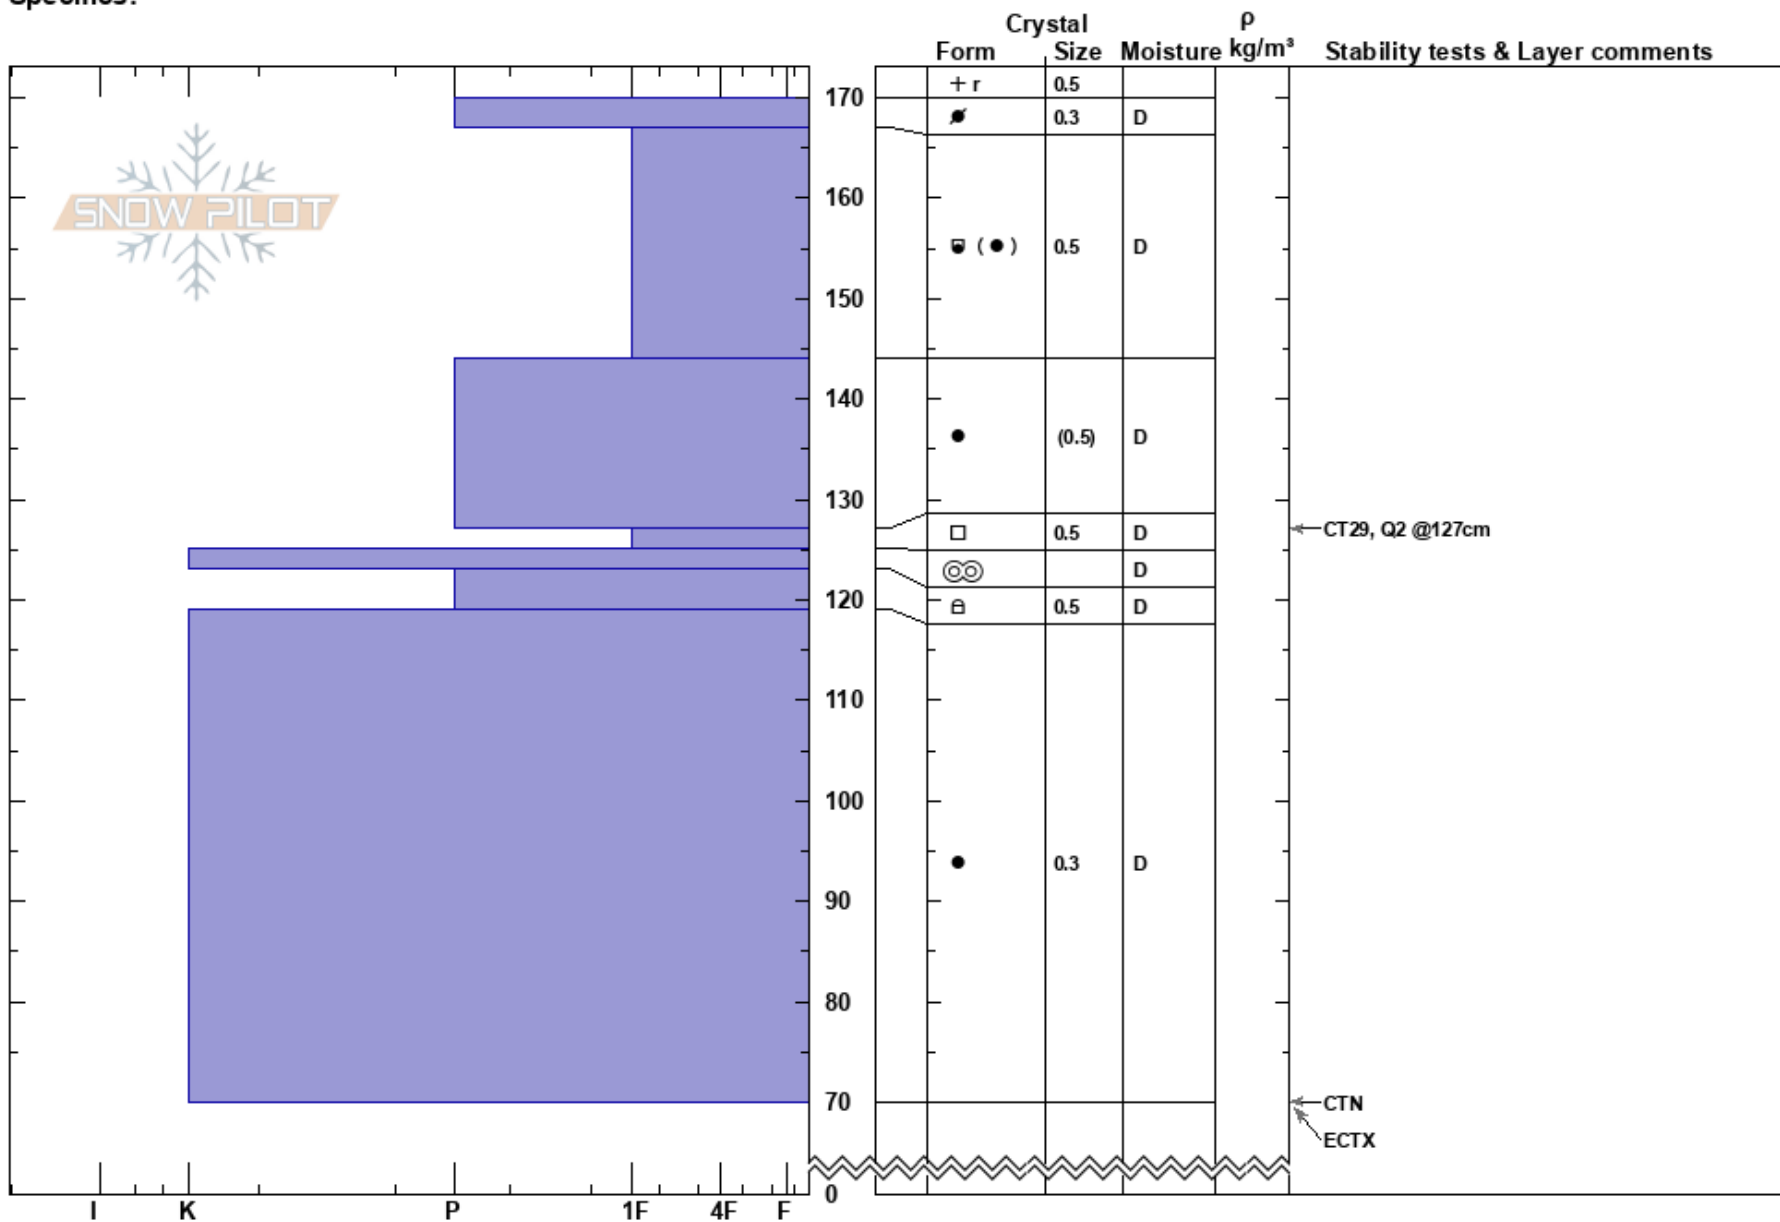 Specifics:
Crystal
ρ
Form Size Moisture kg/m³ Stability tests & Layer comments
+ r 0.5
170
0.3 D
SNOW PILOT
160
( ) 0.5 D
150
140
(0.5) D
130
0.5 D
CT29, Q2 @127cm
D
120
0.5 D
110
100
0.3 D
90
80
70
CTN
ECTX
0
I K P 1F 4F F